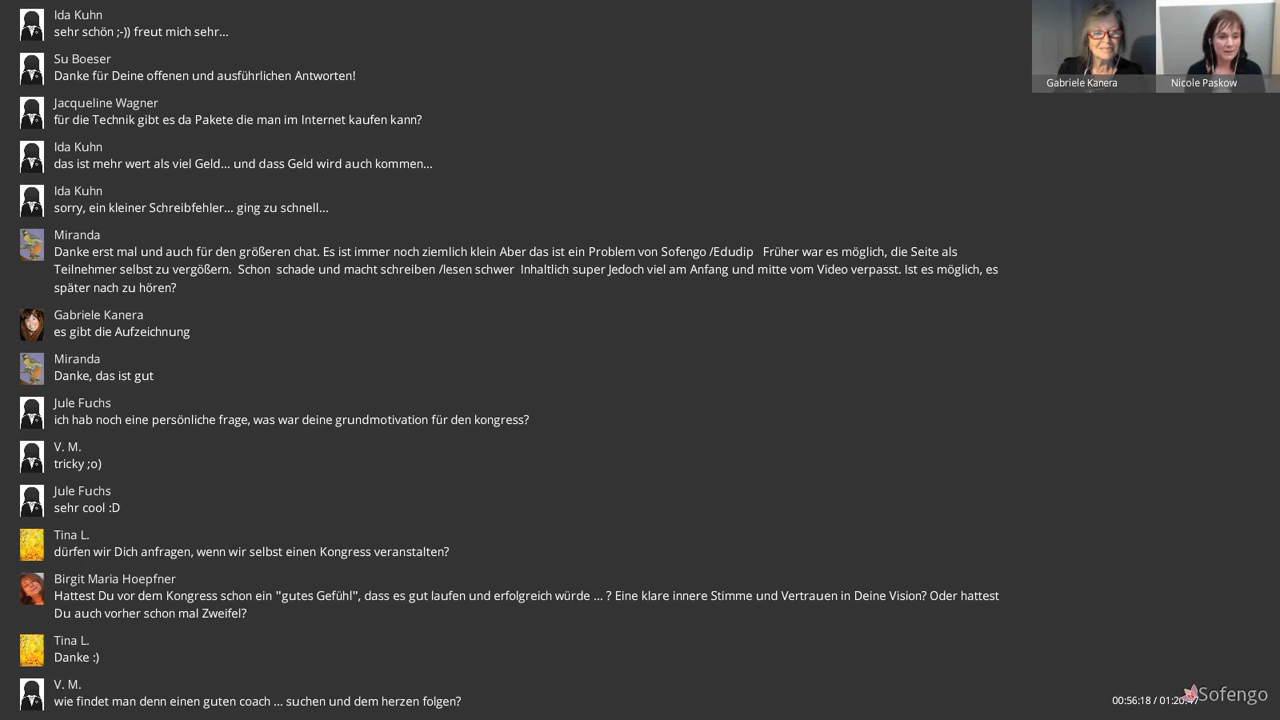 Ida Kuhn
sehr schön ;-)) freut mich sehr...
Su Boeser
Danke für Deine offenen und ausführlichen Antworten!
Jacqueline Wagner
für die Technik gibt es da Pakete die man im Internet kaufen kann?
Ida Kuhn
das ist mehr wert als viel Geld... und dass Geld wird auch kommen...
Ida Kuhn
sorry, ein kleiner Schreibfehler... ging zu schnell...
Miranda
Danke erst mal und auch für den größeren chat. Es ist immer noch ziemlich klein Aber das ist ein Problem von Sofengo /Edudip   Früher war es möglich, die Seite als
Teilnehmer selbst zu vergößern.  Schon  schade und macht schreiben /lesen schwer  Inhaltlich super Jedoch viel am Anfang und mitte vom Video verpasst. Ist es möglich, es
später nach zu hören?
Gabriele Kanera
es gibt die Aufzeichnung
Miranda
Danke, das ist gut
Jule Fuchs
ich hab noch eine persönliche frage, was war deine grundmotivation für den kongress?
V. M.
tricky ;o)
Jule Fuchs
sehr cool :D
Tina L.
dürfen wir Dich anfragen, wenn wir selbst einen Kongress veranstalten?
Birgit Maria Hoepfner
Hattest Du vor dem Kongress schon ein "gutes Gefühl", dass es gut laufen und erfolgreich würde ... ? Eine klare innere Stimme und Vertrauen in Deine Vision? Oder hattest
Du auch vorher schon mal Zweifel?
Tina L.
Danke :)
V. M.
wie findet man denn einen guten coach ... suchen und dem herzen folgen?
Gabriele Kanera
Nicole Paskow
00:56:18 /
Sofengo